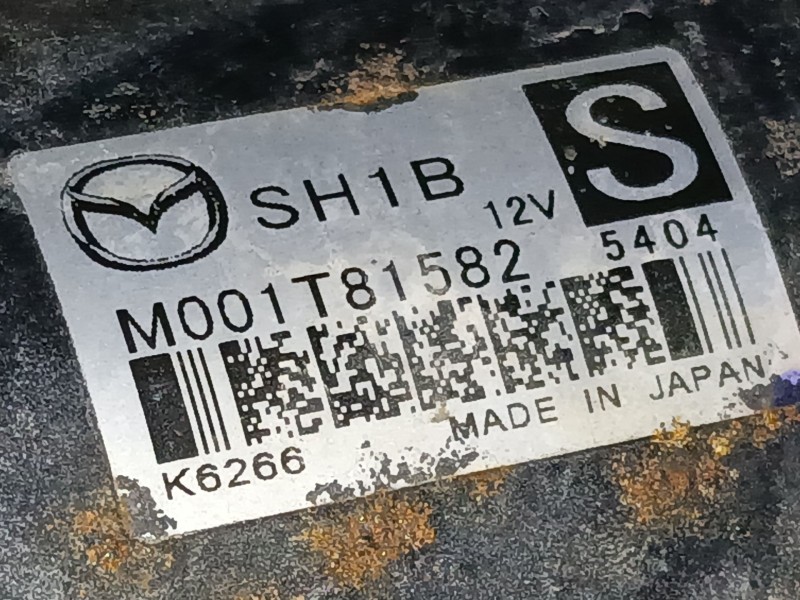 SH1B
S
12V
M001T81582
5404
K6266
MADE IN JAPAN